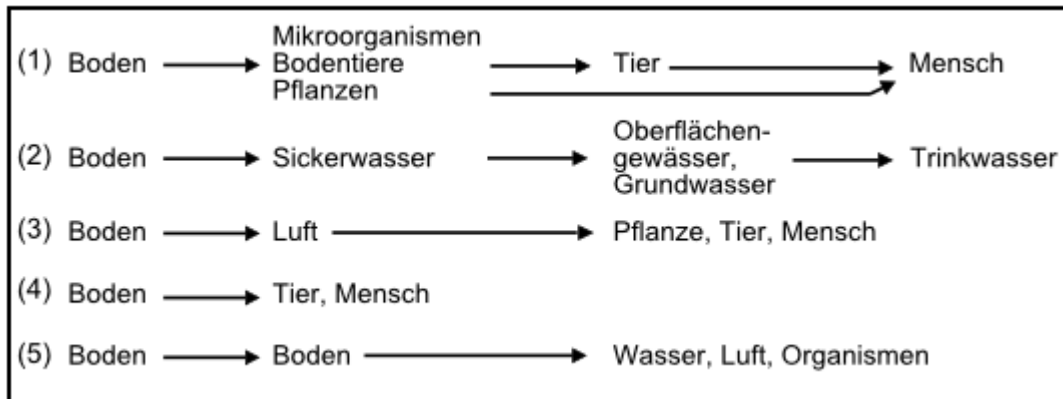 (1) Boden Mikroorganismen
Bodentiere
Pflanzen Tier Mensch
(2) Boden Sickerwasser Oberflächen-
gewässer,
Grundwasser Trinkwasser
(3) Boden Luft Pflanze, Tier, Mensch
(4) Boden Tier, Mensch
(5) Boden Boden Wasser, Luft, Organismen